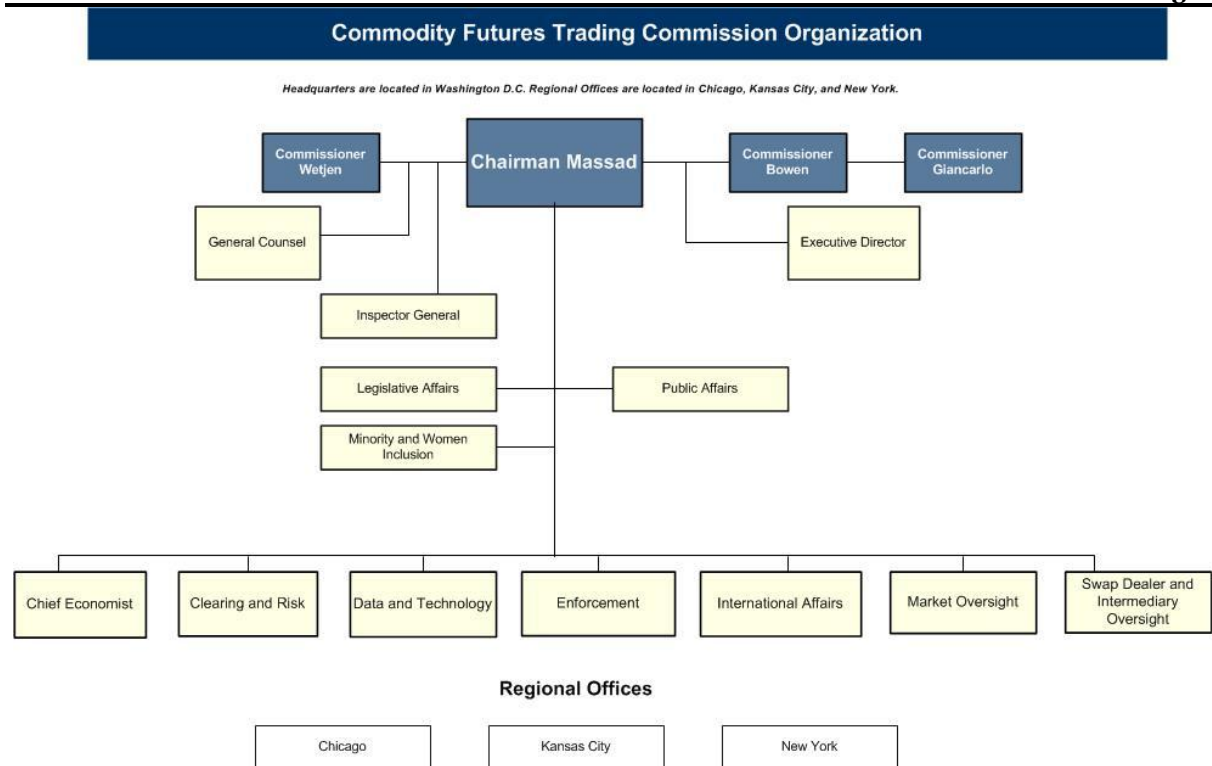 Commodity Futures Trading Commission Organization
Headquarters are located in Washington D.C. Regional Offices are located in Chicago, Kansas City, and New York.
Commissioner
Wetjen
Chairman Massad
Commissioner
Bowen
Commissioner
Giancarlo
General Counsel
Executive Director
Inspector General
Legislative Affairs
Public Affairs
Minority and Women
Inclusion
Chief Economist
Clearing and Risk
Data and Technology
Enforcement
International Affairs
Market Oversight
Swap Dealer and
Intermediary
Oversight
Regional Offices
Chicago
Kansas City
New York